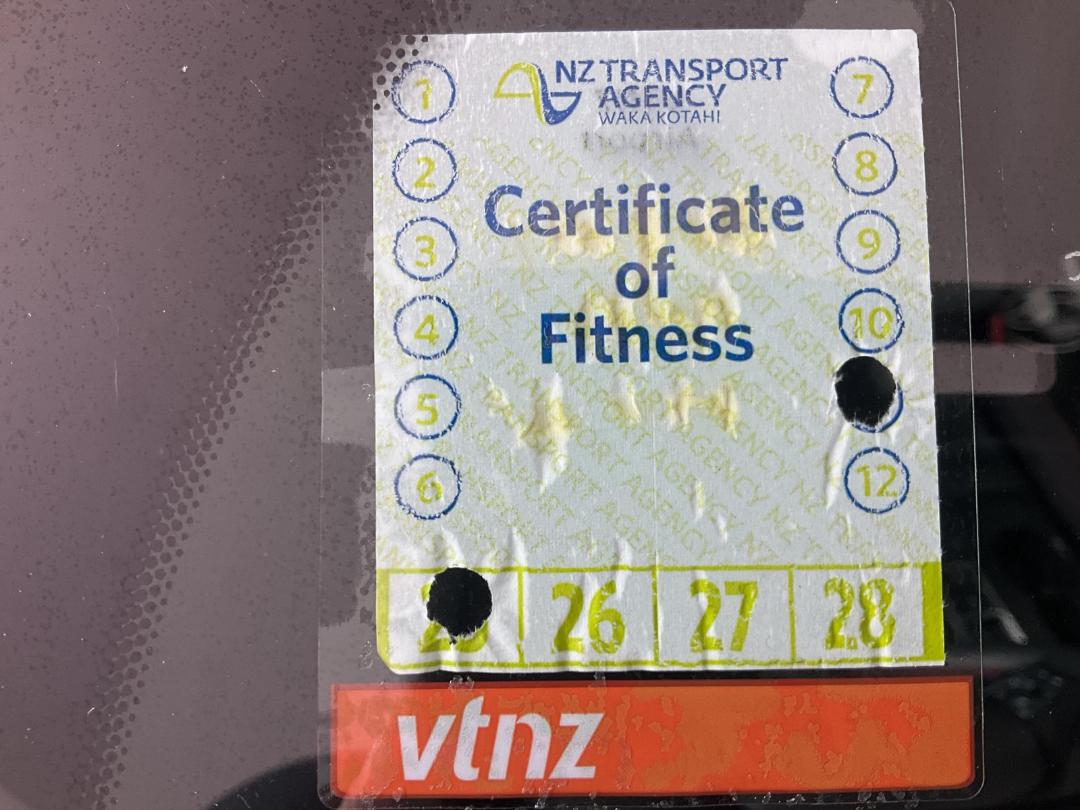 NZ TRANSPORT
AGENCY
WAKA KOTAHI
Certificate
of
Fitness
1
2
3
4
5
6
7
8
9
10
12
26
27
28
vtnz